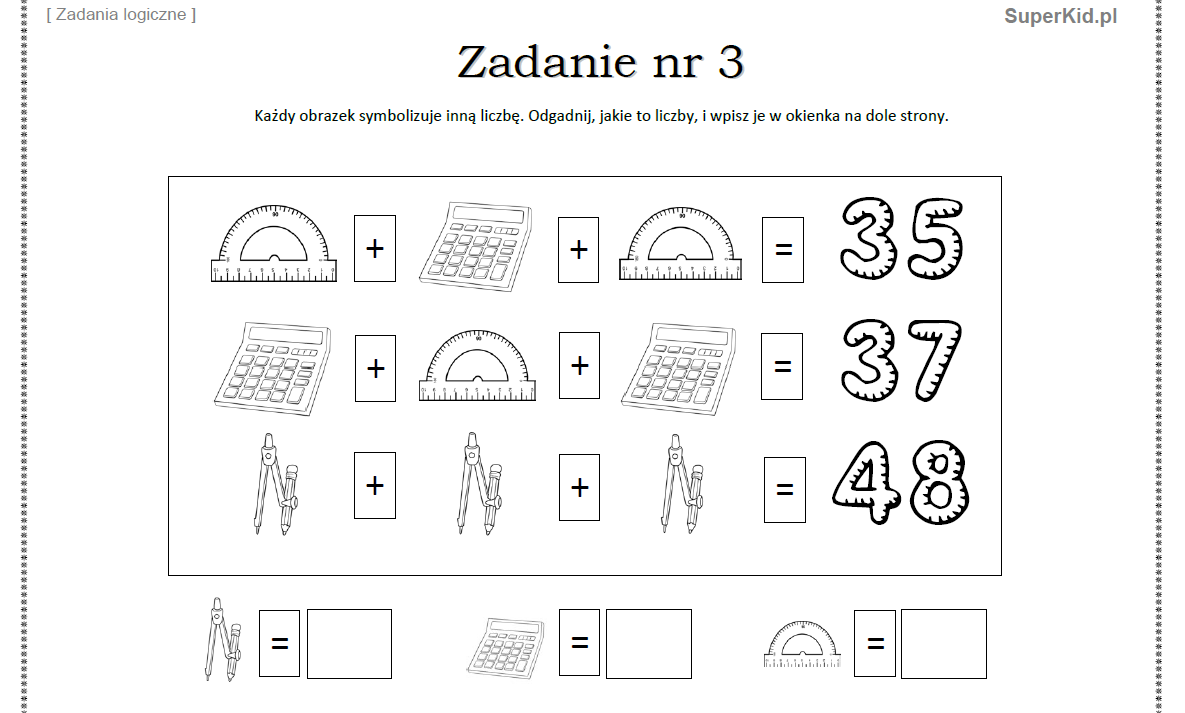 [ Zadania logiczne ] SuperKid.pl
Zadanie nr 3
Każdy obrazek symbolizuje inną liczbę. Odgadnij, jakie to liczby, i wpisz je w okienka na dole strony.
+ + = 35
+ + = 37
+ + = 48
= = =